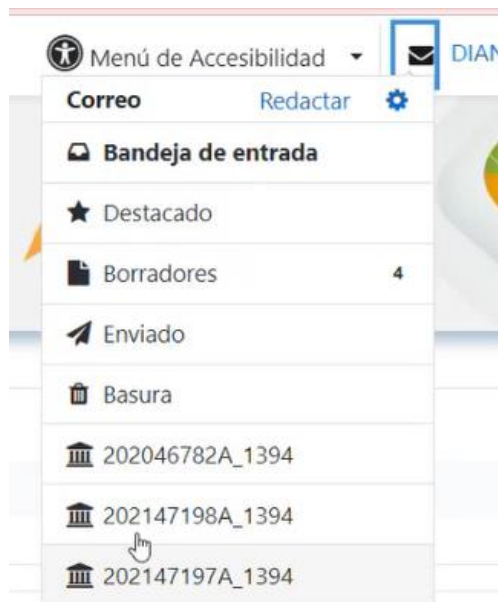 Menú de Accesibilidad
DIAN
Correo Redactar
Bandeja de entrada
Destacado
Borradores 4
Enviado
Basura
202046782A_1394
202147198A_1394
202147197A_1394